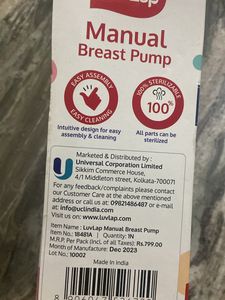 LuvLap
Manual
Breast Pump
EASY ASSEMBLY
EASY CLEANING
100% STERILIZABLE
100%
Intuitive design for easy
assembly & cleaning
All parts can be
sterilized
Marketed & Distributed by :
Universal Corporation Limited
Sikkim Commerce House,
4/1 Middleton street, Kolkata-700071
For any feedback/complaints please contact
our Customer Care at the above mentioned
address or call us at: 09821486487 or e-mail
at: info@uclindia.com
Visit us on: www.luvlap.com
Item Name : LuvLap Manual Breast Pump
Item No.: 18481A | Quantity: 1N
M.R.P. Per Pack (Incl. of all Taxes): Rs.799.00
Month of Manufacture: Dec 2023
Lot No.: 10002
Made in India